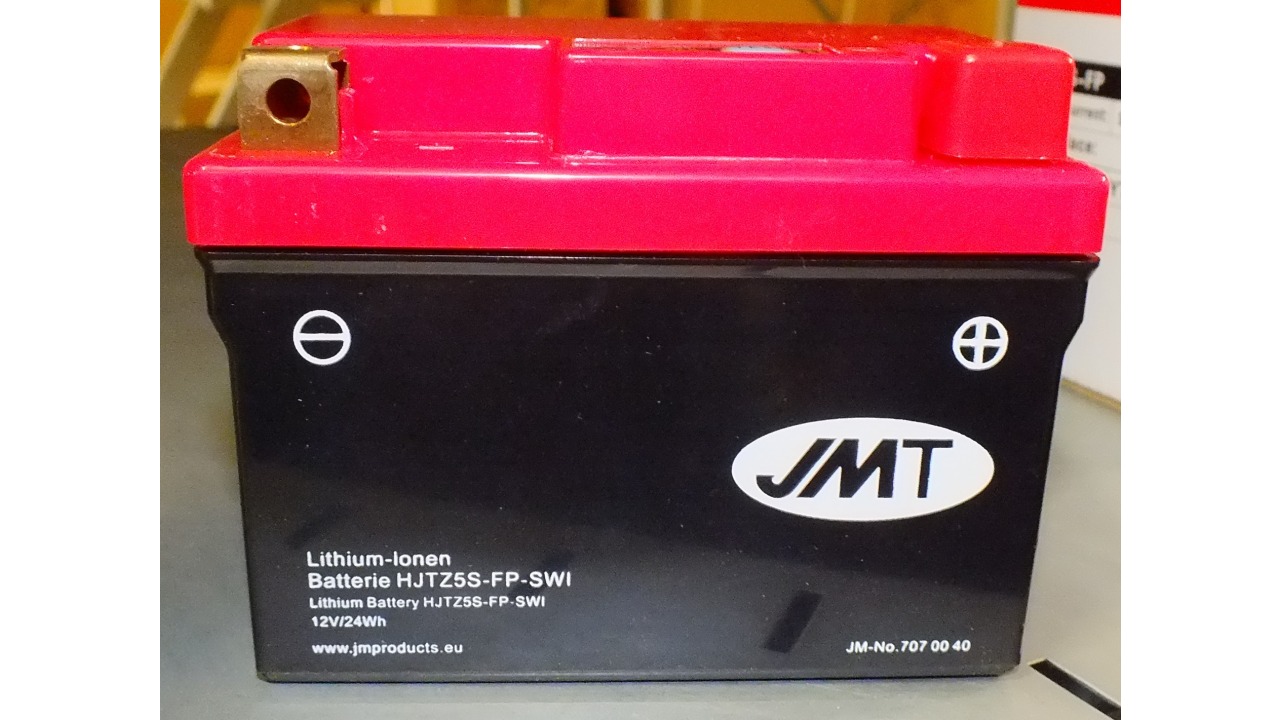 -FP
JMT
Lithium-Ionen
Batterie HJTZ5S-FP-SWI
Lithium Battery HJTZ5S-FP-SWI
12V/24Wh
www.jmproducts.eu
JM-No.707 00 40